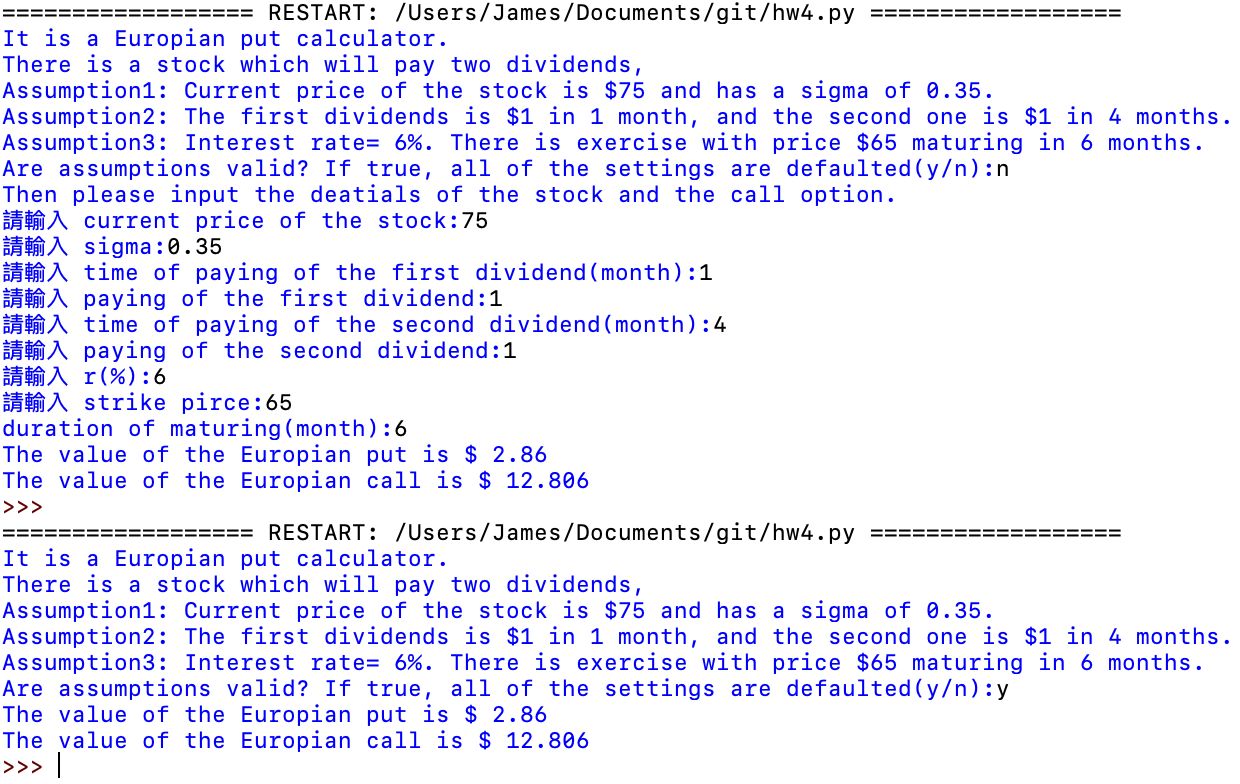 ================== RESTART: /Users/James/Documents/git/hw4.py ==================
It is a Europian put calculator.
There is a stock which will pay two dividends,
Assumption1: Current price of the stock is $75 and has a sigma of 0.35.
Assumption2: The first dividends is $1 in 1 month, and the second one is $1 in 4 months.
Assumption3: Interest rate= 6%. There is exercise with price $65 maturing in 6 months.
Are assumptions valid? If true, all of the settings are defaulted(y/n):n
Then please input the deatials of the stock and the call option.
請輸入 current price of the stock:75
請輸入 sigma:0.35
請輸入 time of paying of the first dividend(month):1
請輸入 paying of the first dividend:1
請輸入 time of paying of the second dividend(month):4
請輸入 paying of the second dividend:1
請輸入 r(%):6
請輸入 strike pirce:65
duration of maturing(month):6
The value of the Europian put is $ 2.86
The value of the Europian call is $ 12.806
>>>
================== RESTART: /Users/James/Documents/git/hw4.py ==================
It is a Europian put calculator.
There is a stock which will pay two dividends,
Assumption1: Current price of the stock is $75 and has a sigma of 0.35.
Assumption2: The first dividends is $1 in 1 month, and the second one is $1 in 4 months.
Assumption3: Interest rate= 6%. There is exercise with price $65 maturing in 6 months.
Are assumptions valid? If true, all of the settings are defaulted(y/n):y
The value of the Europian put is $ 2.86
The value of the Europian call is $ 12.806
>>>